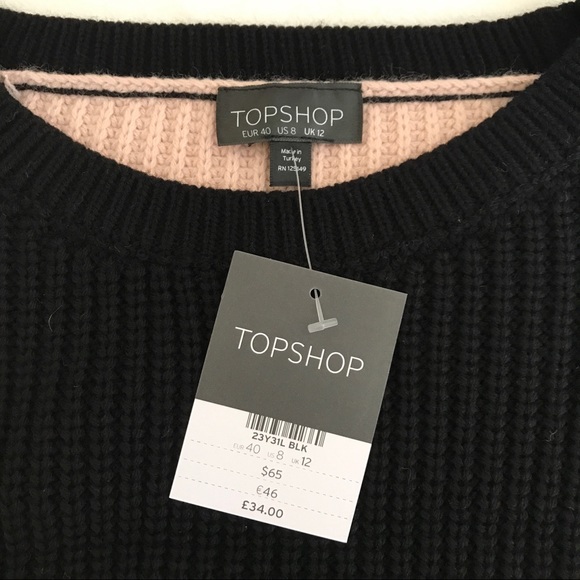 TOPSHOP
EUR 40 US 8 UK 12
Made in
Turkey
TOPSHOP
23Y31L BLK
EUR 40 US 8 UK 12
$65
€46
£34.00